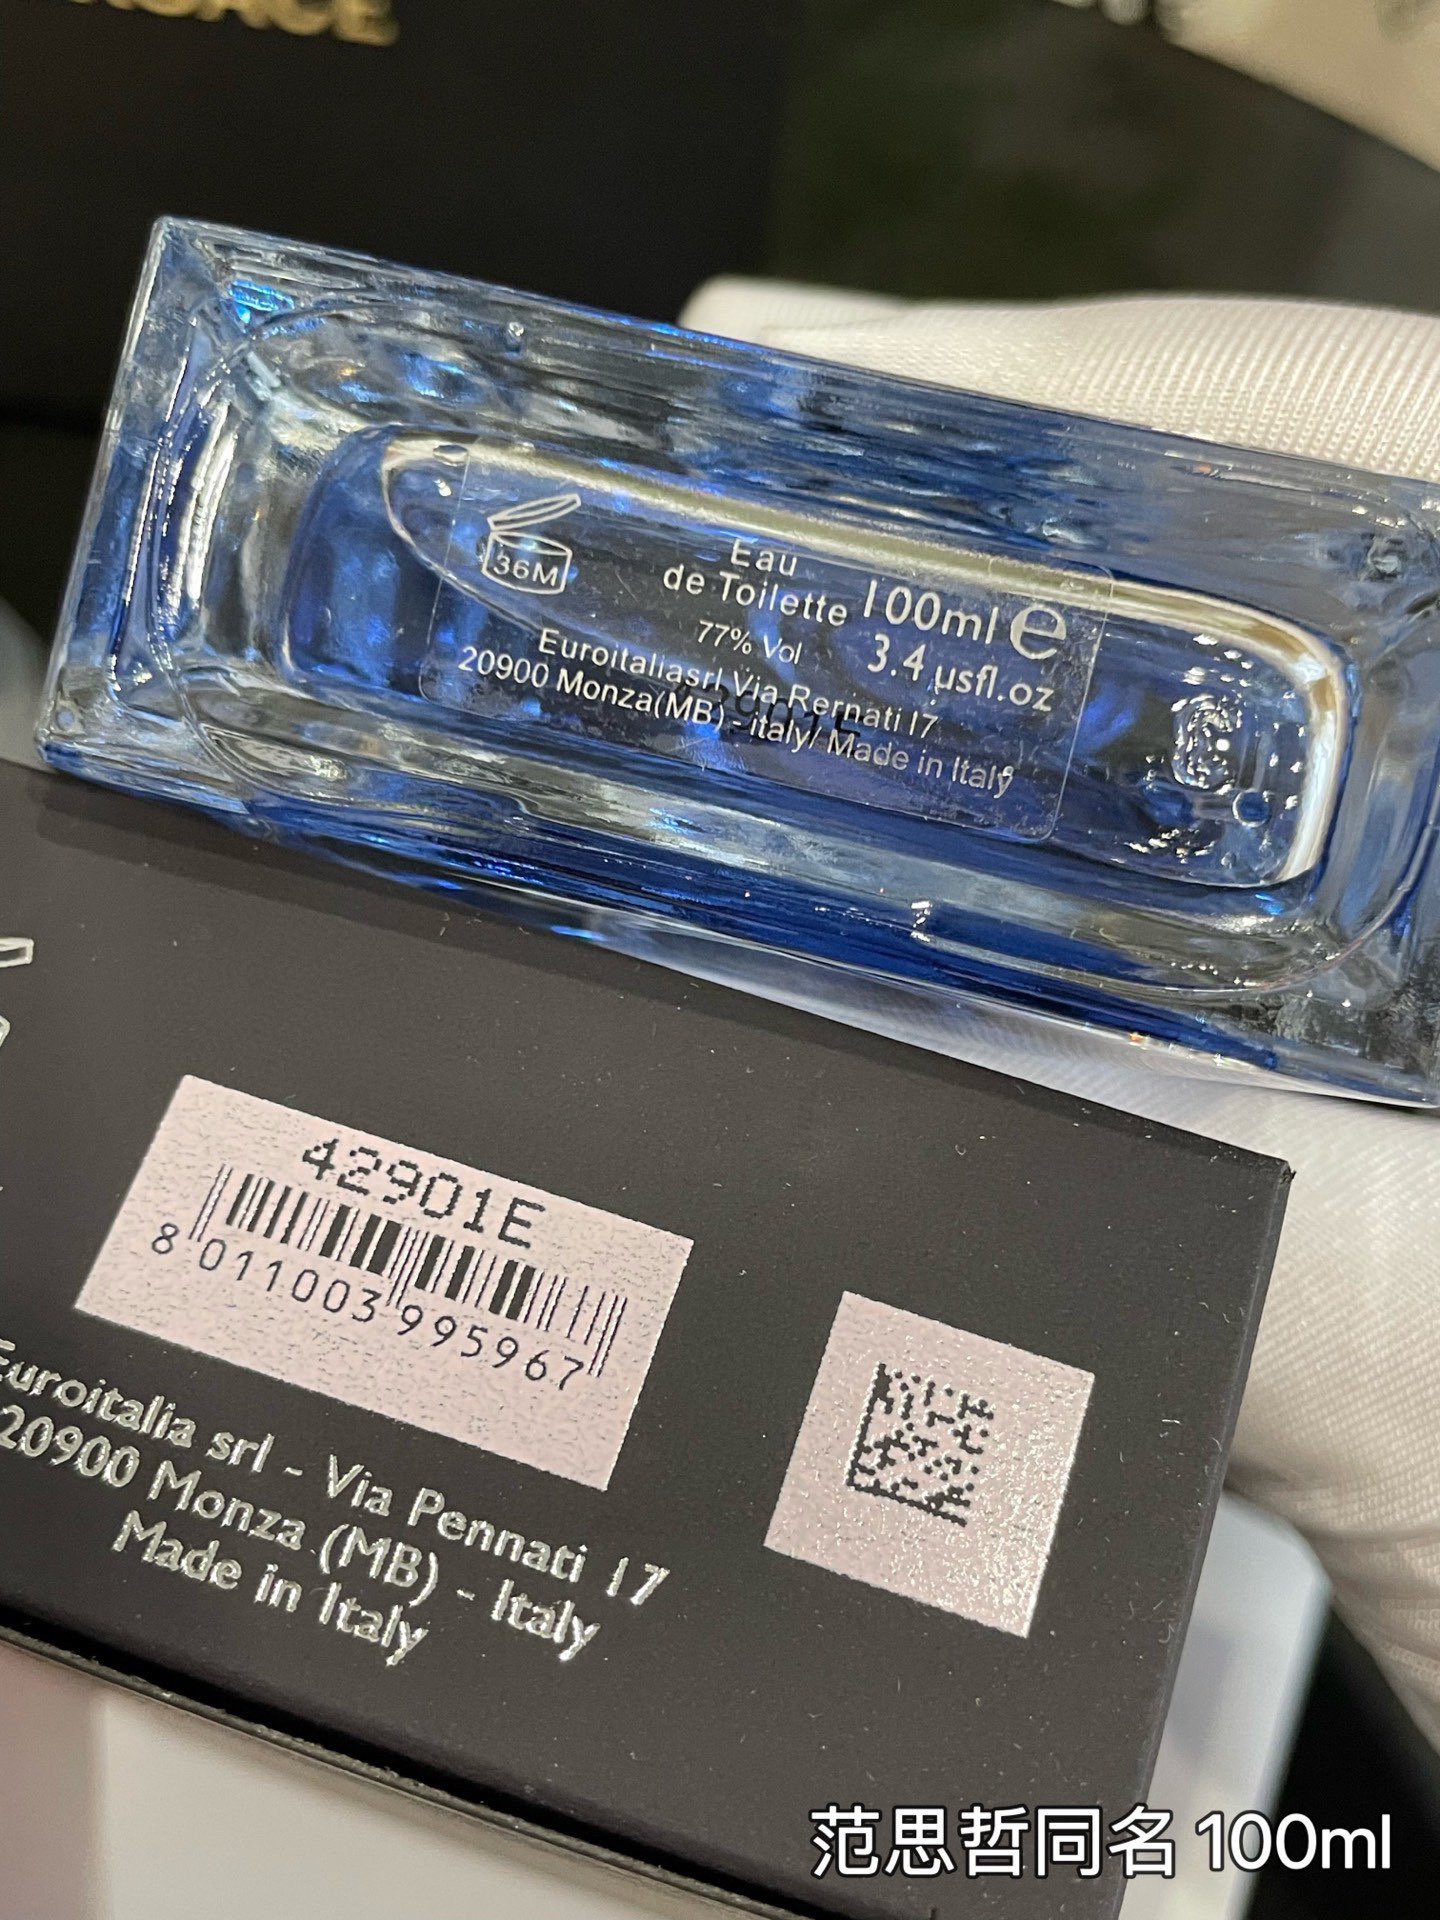 36M
Eau
de Toilette
77% Vol
100ml e
3.4 µsfl.oz
Euroitaliasrl Via Rernati 17
20900 Monza(MB) - italy/ Made in Italy
42901E
8 011003 995967
Euroitalia srl - Via Pennati 17
20900 Monza (MB) - Italy
Made in Italy
范思哲同名 100ml